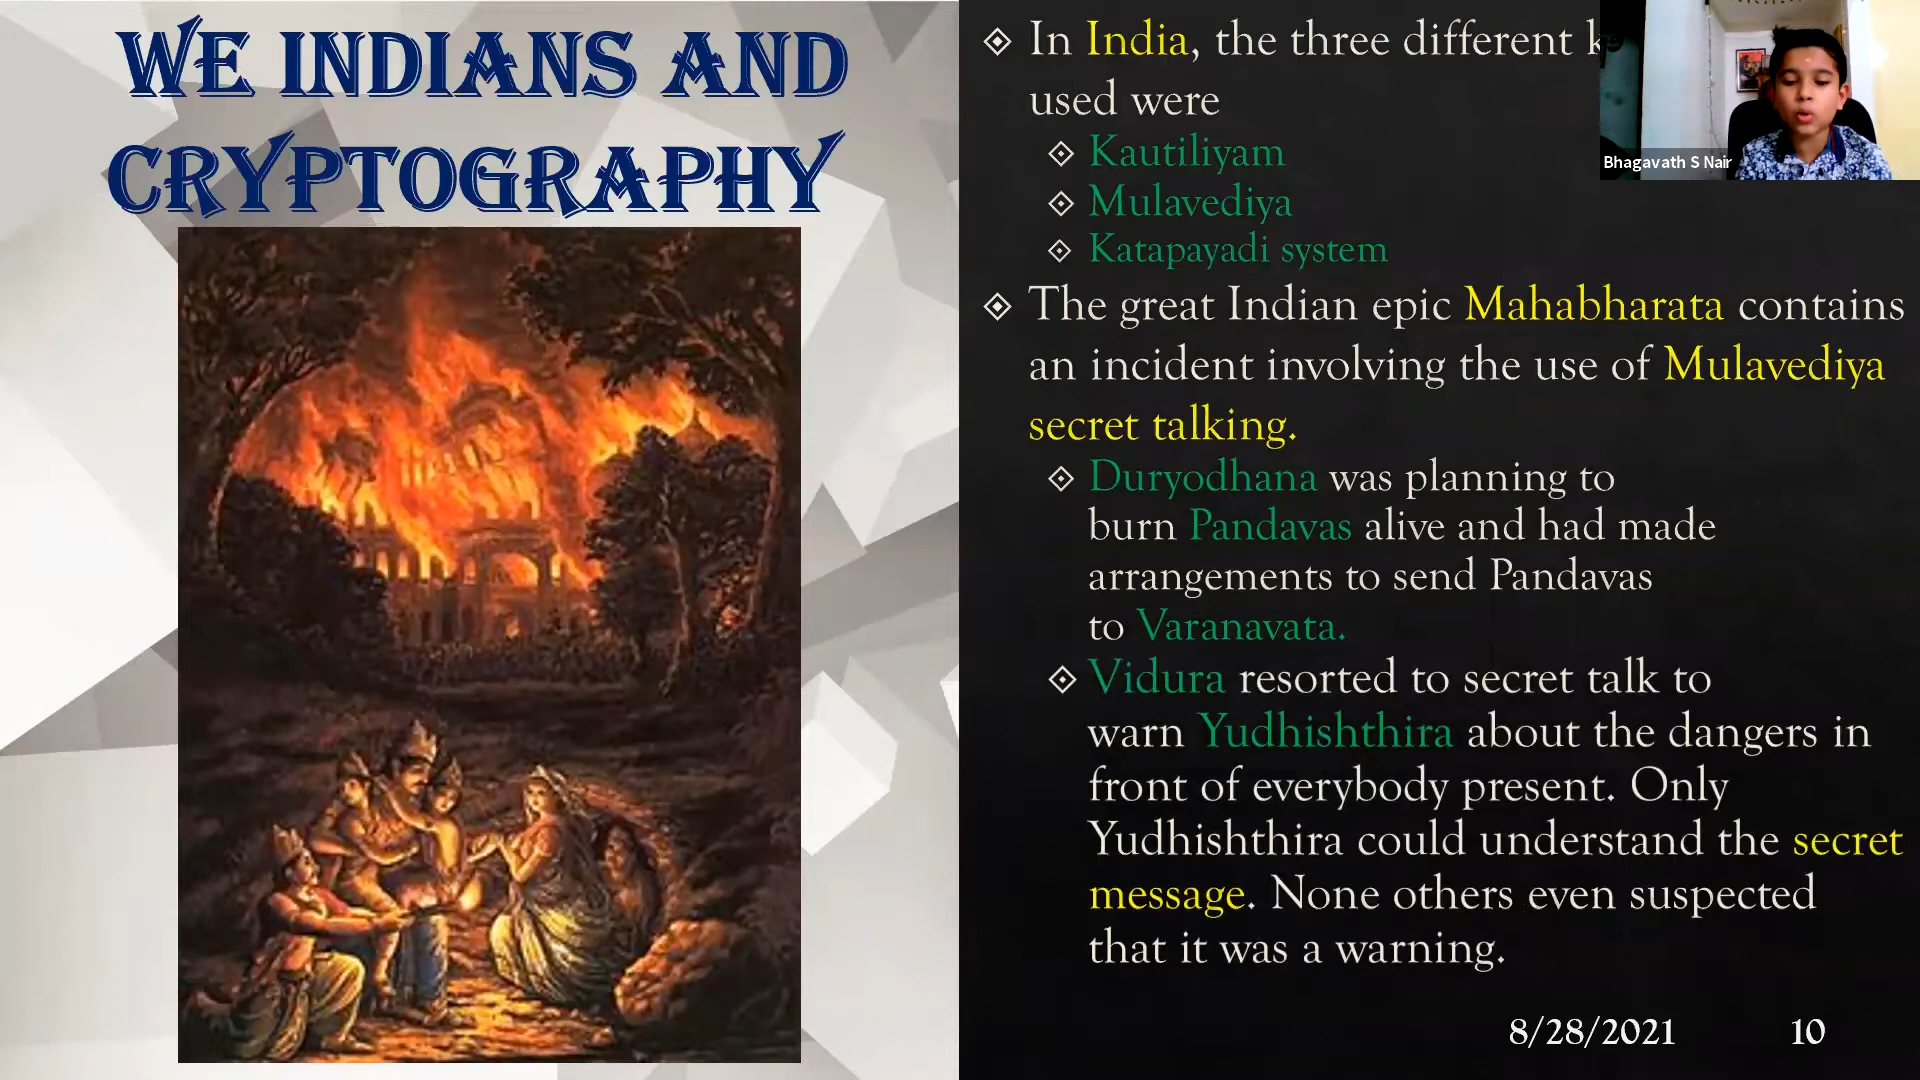 WE INDIANS AND
CRYPTOGRAPHY
In India, the three different
used were
Kautiliyam
Mulavediya
Katapayadi system
The great Indian epic Mahabharata contains
an incident involving the use of Mulavediya
secret talking.
Duryodhana was planning to
burn Pandavas alive and had made
arrangements to send Pandavas
to Varanavata.
Vidura resorted to secret talk to
warn Yudhishthira about the dangers in
front of everybody present. Only
Yudhishthira could understand the secret
message. None others even suspected
that it was a warning.
8/28/2021 10
Bhagavath S Nair